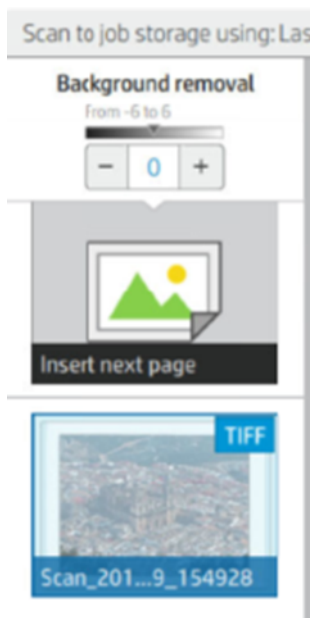 Scan to job storage using: Las
Background removal
From -6 to 6
− 0 +
Insert next page
TIFF
Scan_201...9_154928